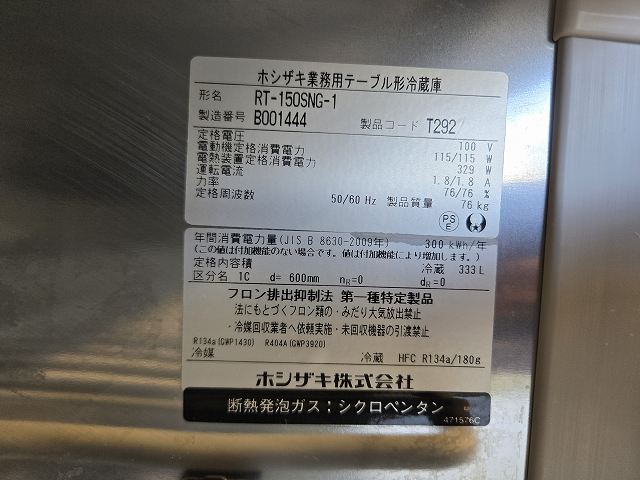 ホシザキ業務用テーブル形冷蔵庫
形名 RT-150SNG-1
製造番号 B001444 製品コード T292
定格電圧 100 V
電動機定格消費電力 115/115 W
電熱装置定格消費電力 329 W
運転電流 1.8/1.8 A
力率 76/76 %
定格周波数 50/60 Hz 製品質量 76 kg
PSE
年間消費電力量(JIS B 8630-2009年) 300 kWh/年
(この値は付加機能のない場合です。値は付加機能により増加します。)
定格内容積 冷蔵 333 L
区分名 1C d= 600mm nR=0 dR=0
フロン排出抑制法 第一種特定製品
法にもとづくフロン類の・みだり大気放出禁止
・冷媒回収業者へ依頼実施・未回収機器の引渡禁止
R134a(GWP1430) R404A(GWP3920)
冷媒 冷蔵 HFC R134a/180g
ホシザキ株式会社
断熱発泡ガス：シクロペンタン
471576C